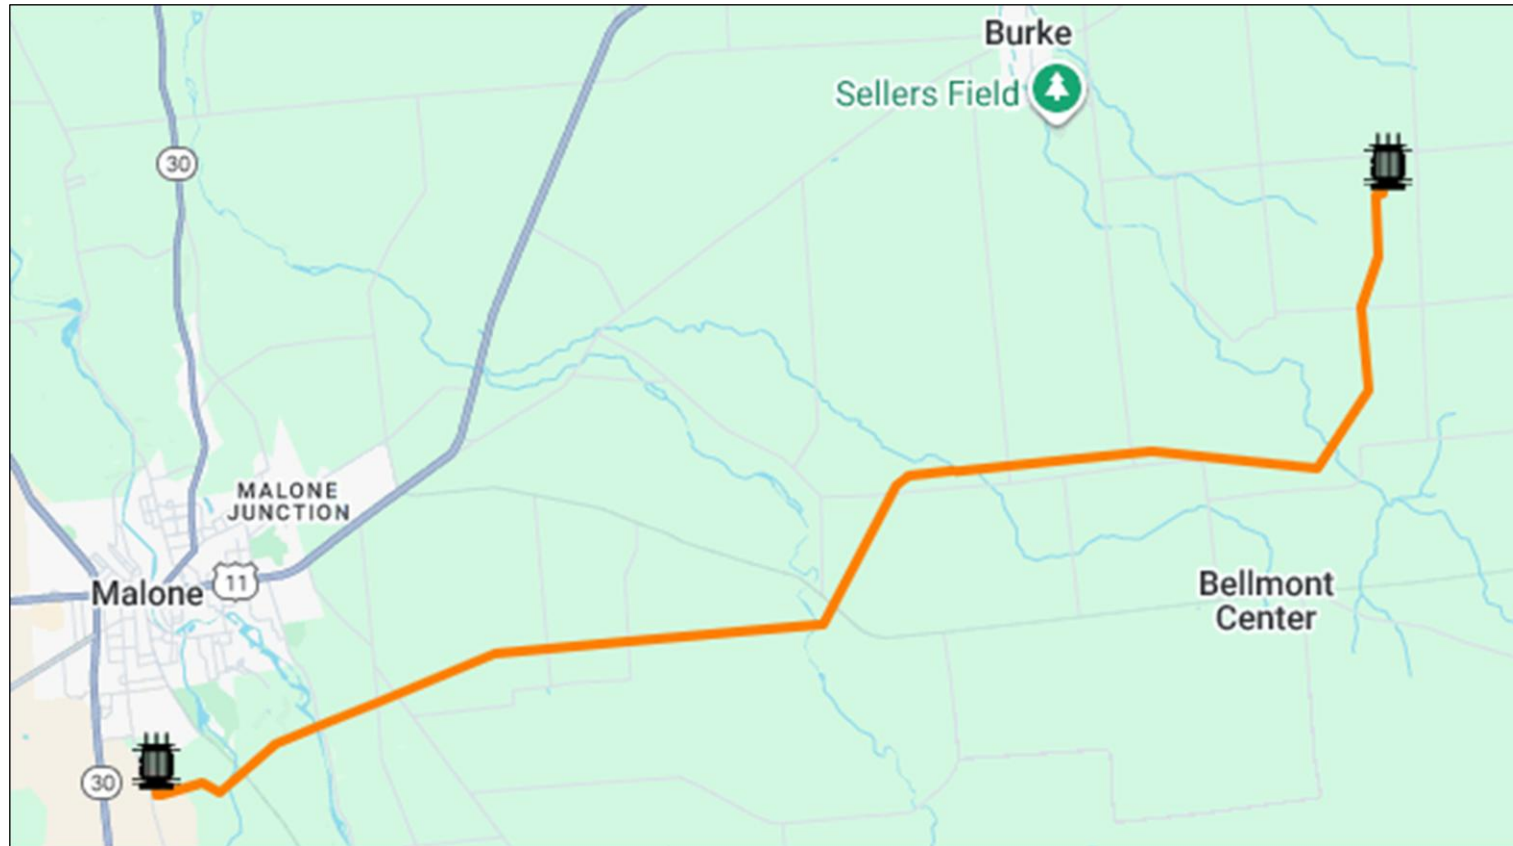 Burke
Sellers Field
30
MALONE
JUNCTION
11
Malone
Bellmont
Center
30